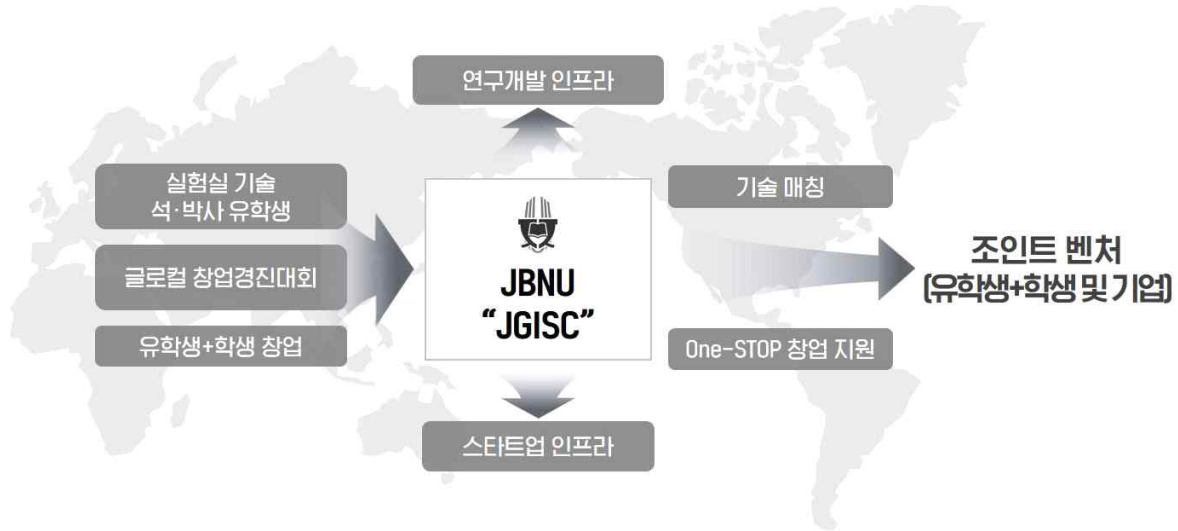 연구개발 인프라
실험실 기술
석·박사 유학생
글로컬 창업경진대회
유학생+학생 창업
JBNU
“JGISC”
기술 매칭
One-STOP 창업 지원
조인트 벤처
(유학생+학생 및 기업)
스타트업 인프라